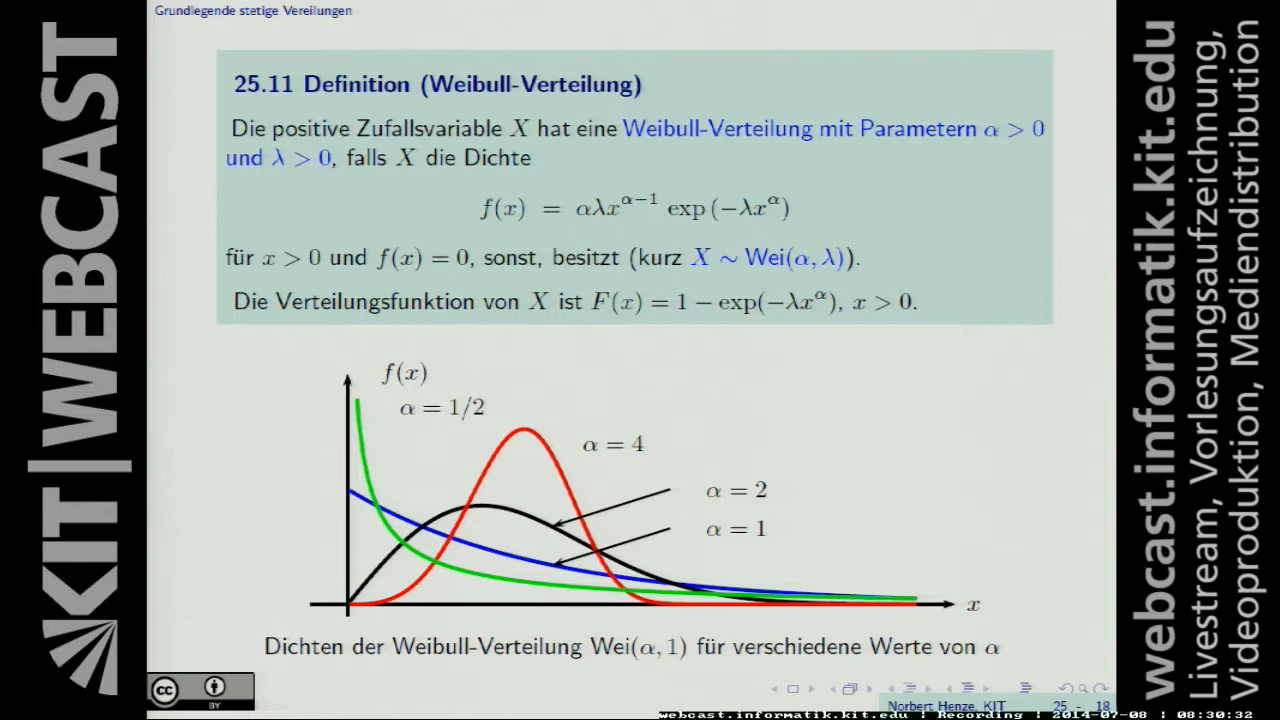 Grundlegende stetige Vereilungen
25.11 Definition (Weibull-Verteilung)
Die positive Zufallsvariable X hat eine Weibull-Verteilung mit Parametern α > 0
und λ > 0, falls X die Dichte
f(x) = αλx^{α−1} exp (−λx^α)
für x > 0 und f(x) = 0, sonst, besitzt (kurz X ∼ Wei(α, λ)).
Die Verteilungsfunktion von X ist F(x) = 1 − exp(−λx^α), x > 0.
f(x)
α = 1/2
α = 4
α = 2
α = 1
x
Dichten der Weibull-Verteilung Wei(α, 1) für verschiedene Werte von α
Norbert Henze, KIT 25 - 18
webcast.informatik.kit.edu | Recording | 2014-07-08 | 08:30:32
cc BY
KIT | WEBCAST
webcast.informatik.kit.edu
Livestream, Vorlesungsaufzeichnung,
Videoproduktion, Mediendistribution